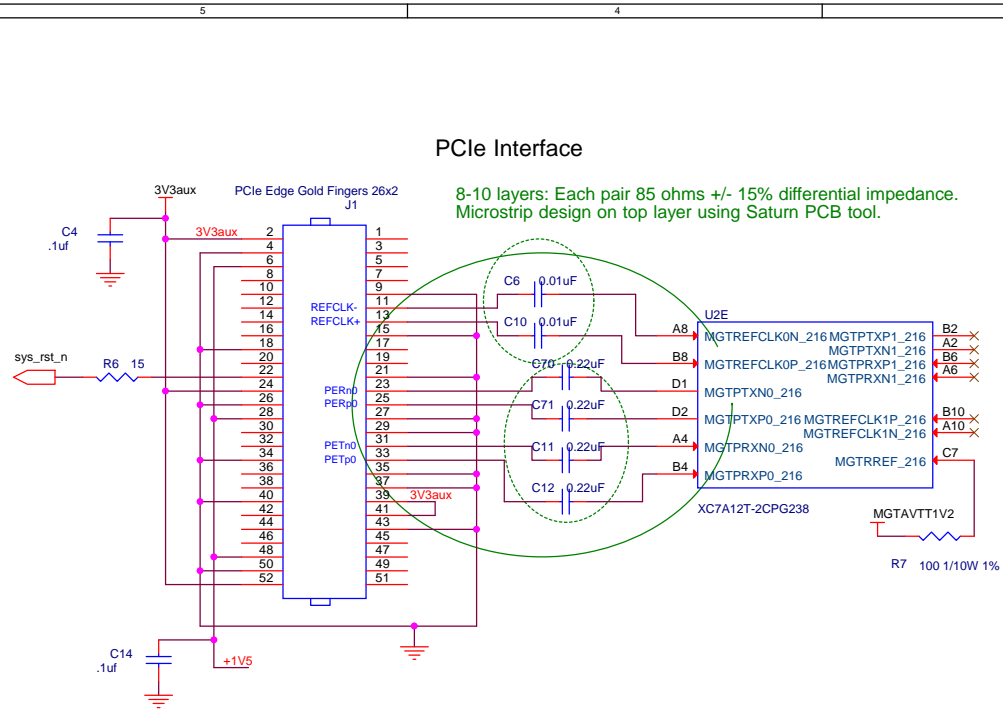 5 4
PCIe Interface
8-10 layers: Each pair 85 ohms +/- 15% differential impedance.
Microstrip design on top layer using Saturn PCB tool.
3V3aux
PCIe Edge Gold Fingers 26x2
J1
C4
.1uf
3V3aux
2 1
4 3
6 5
8 7
10 9
12 REFCLK- 11
14 REFCLK+ 13
16 15
18 17
20 19
22 21
24 PERn0 23
26 PERp0 25
28 27
30 29
32 PETn0 31
34 PETp0 33
36 35
38 37
40 39
42 41
44 43
46 45
48 47
50 49
52 51
3V3aux
sys_rst_n
R6 15
C6 0.01uF
C10 0.01uF
C70 0.22uF
C71 0.22uF
C11 0.22uF
C12 0.22uF
U2E
A8 MGTREFCLK0N_216 MGTPTXP1_216 B2
MGTPTXN1_216 A2
B8 MGTREFCLK0P_216 MGTPRXP1_216 B6
MGTPRXN1_216 A6
D1 MGTPTXN0_216
D2 MGTPTXP0_216 MGTREFCLK1P_216 B10
MGTREFCLK1N_216 A10
A4 MGTPRXN0_216
MGTRREF_216 C7
B4 MGTPRXP0_216
XC7A12T-2CPG238
MGTAVTT1V2
R7 100 1/10W 1%
C14
.1uf
+1V5